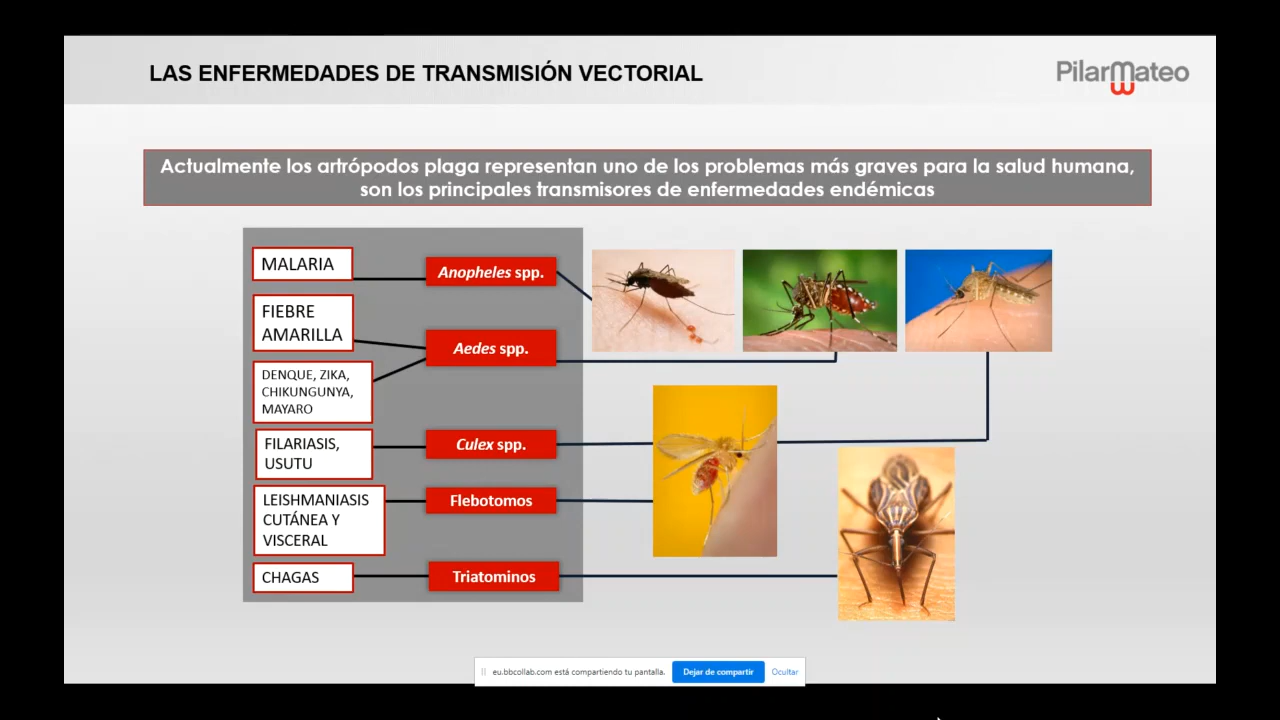 LAS ENFERMEDADES DE TRANSMISIÓN VECTORIAL
PilarMateo
Actualmente los artrópodos plaga representan uno de los problemas más graves para la salud humana,
son los principales transmisores de enfermedades endémicas
MALARIA
Anopheles spp.
FIEBRE
AMARILLA
Aedes spp.
DENQUE, ZIKA,
CHIKUNGUNYA,
MAYARO
FILARIASIS,
USUTU
Culex spp.
LEISHMANIASIS
CUTÁNEA Y
VISCERAL
Flebotomos
CHAGAS
Triatominos
eu.bbcollab.com está compartiendo tu pantalla.
Dejar de compartir
Ocultar